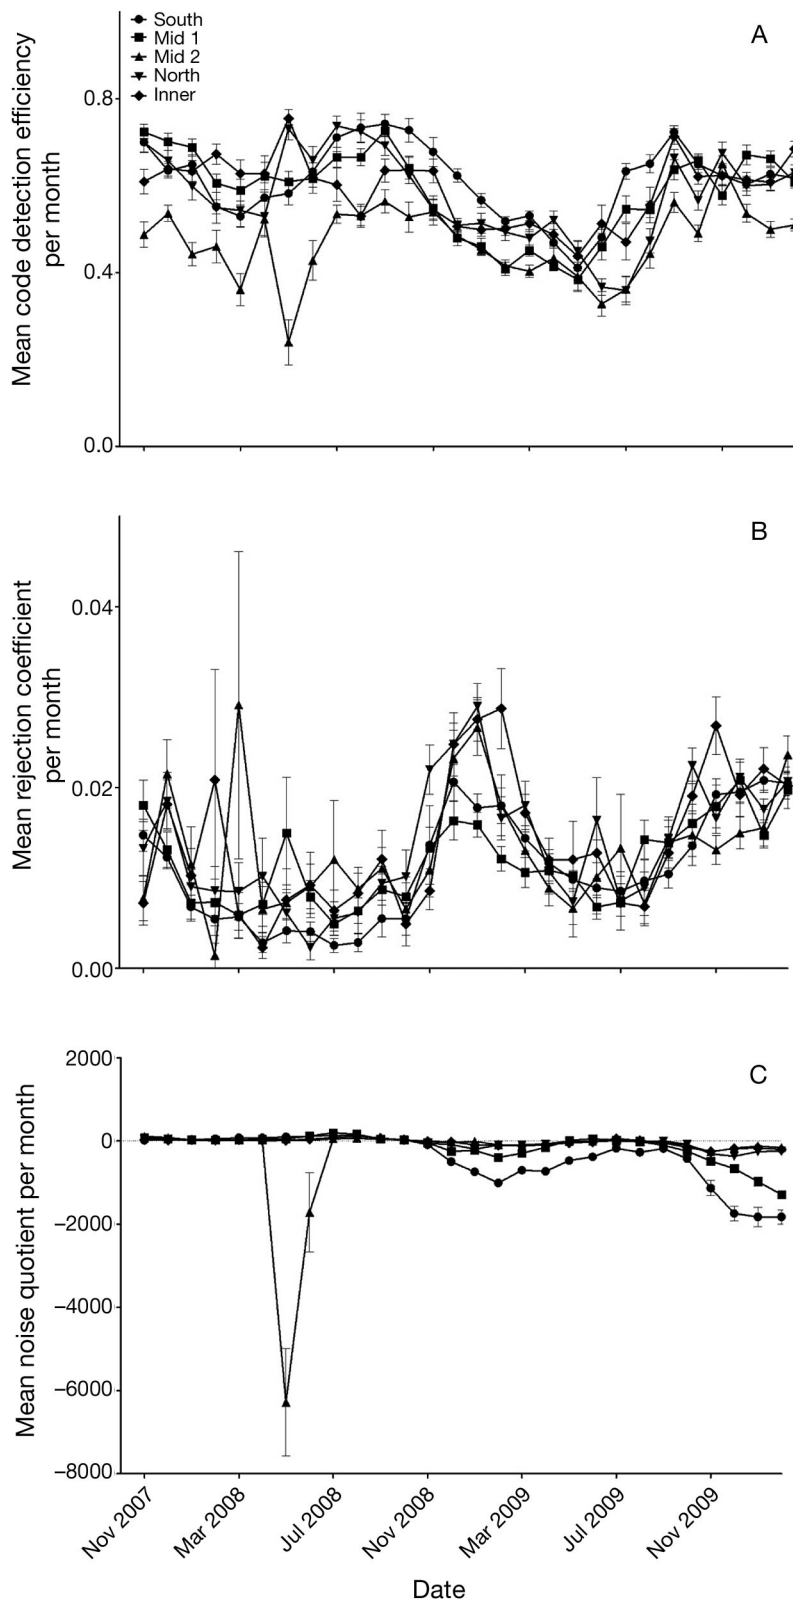 South
Mid 1
Mid 2
North
Inner
A
Mean code detection efficiency
per month
0.8
0.4
0.0
B
Mean rejection coefficient
per month
0.04
0.02
0.00
C
Mean noise quotient per month
2000
0
−2000
−4000
−6000
−8000
Nov 2007
Mar 2008
Jul 2008
Nov 2008
Mar 2009
Jul 2009
Nov 2009
Date